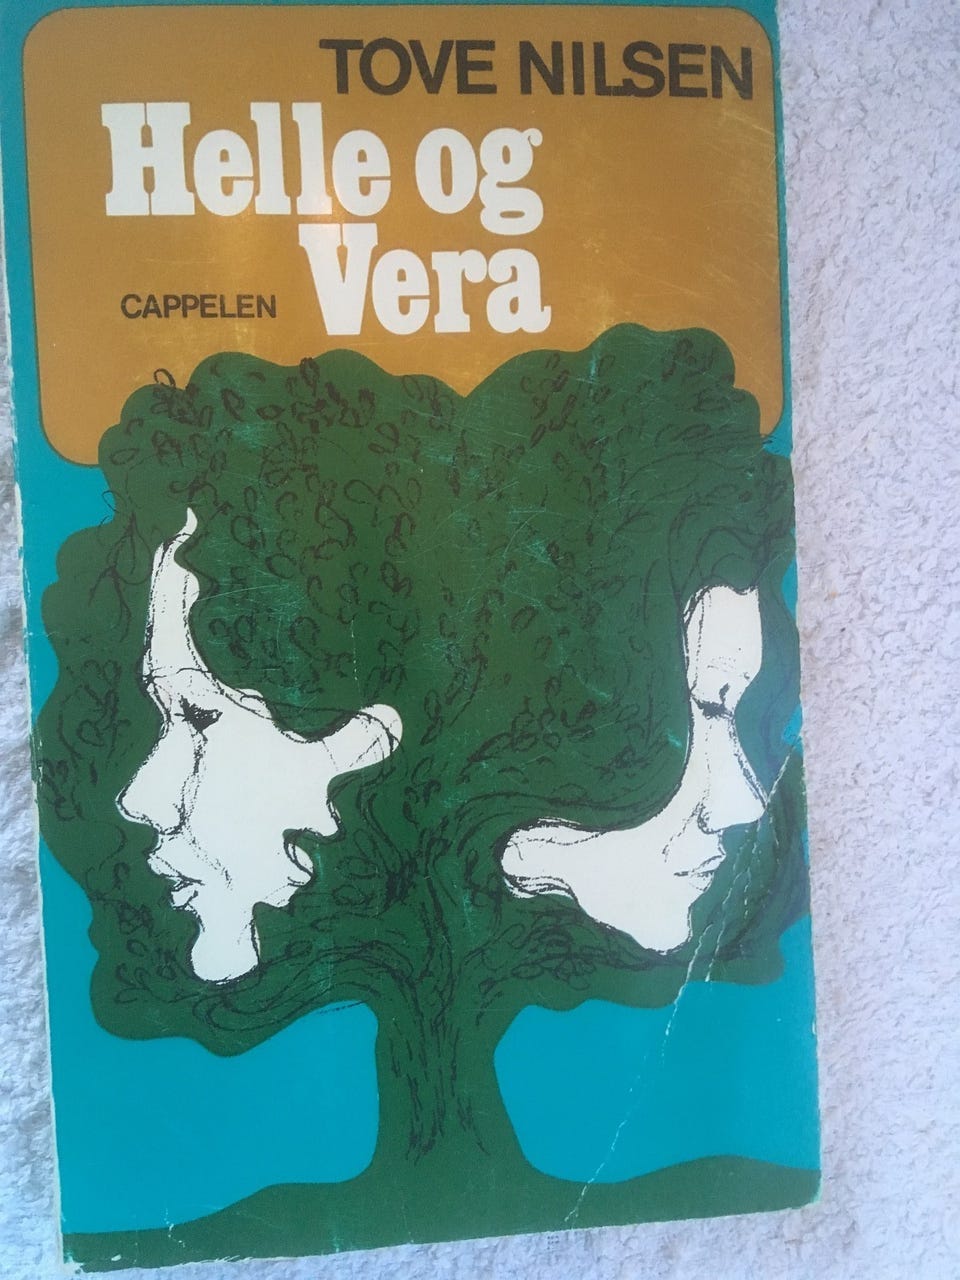 TOVE NILSEN
Helle og
Vera
CAPPELEN